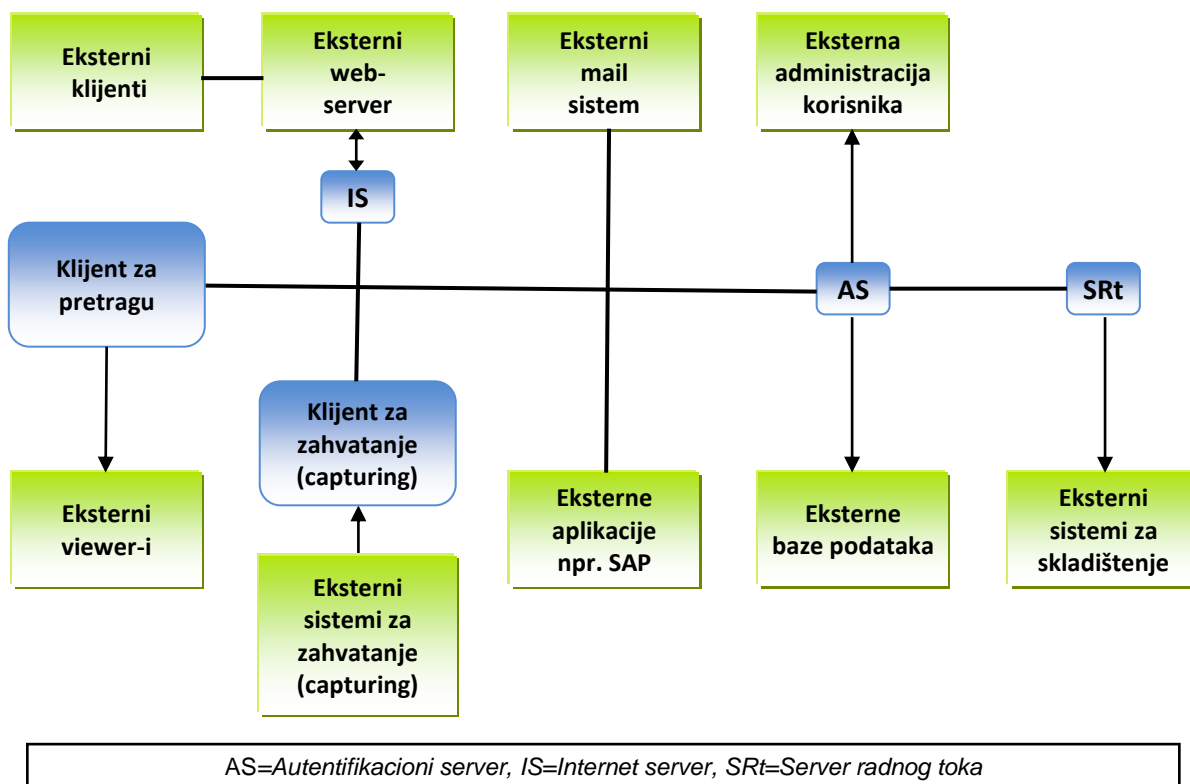 Eksterni
klijenti
Eksterni
web-
server
Eksterni
mail
sistem
Eksterna
administracija
korisnika
IS
Klijent za
pretragu
AS
SRt
Klijent za
zahvatanje
(capturing)
Eksterni
viewer-i
Eksterne
aplikacije
npr. SAP
Eksterne
baze podataka
Eksterni
sistemi za
skladištenje
Eksterni
sistemi za
zahvatanje
(capturing)
AS=Autentifikacioni server, IS=Internet server, SRt=Server radnog toka